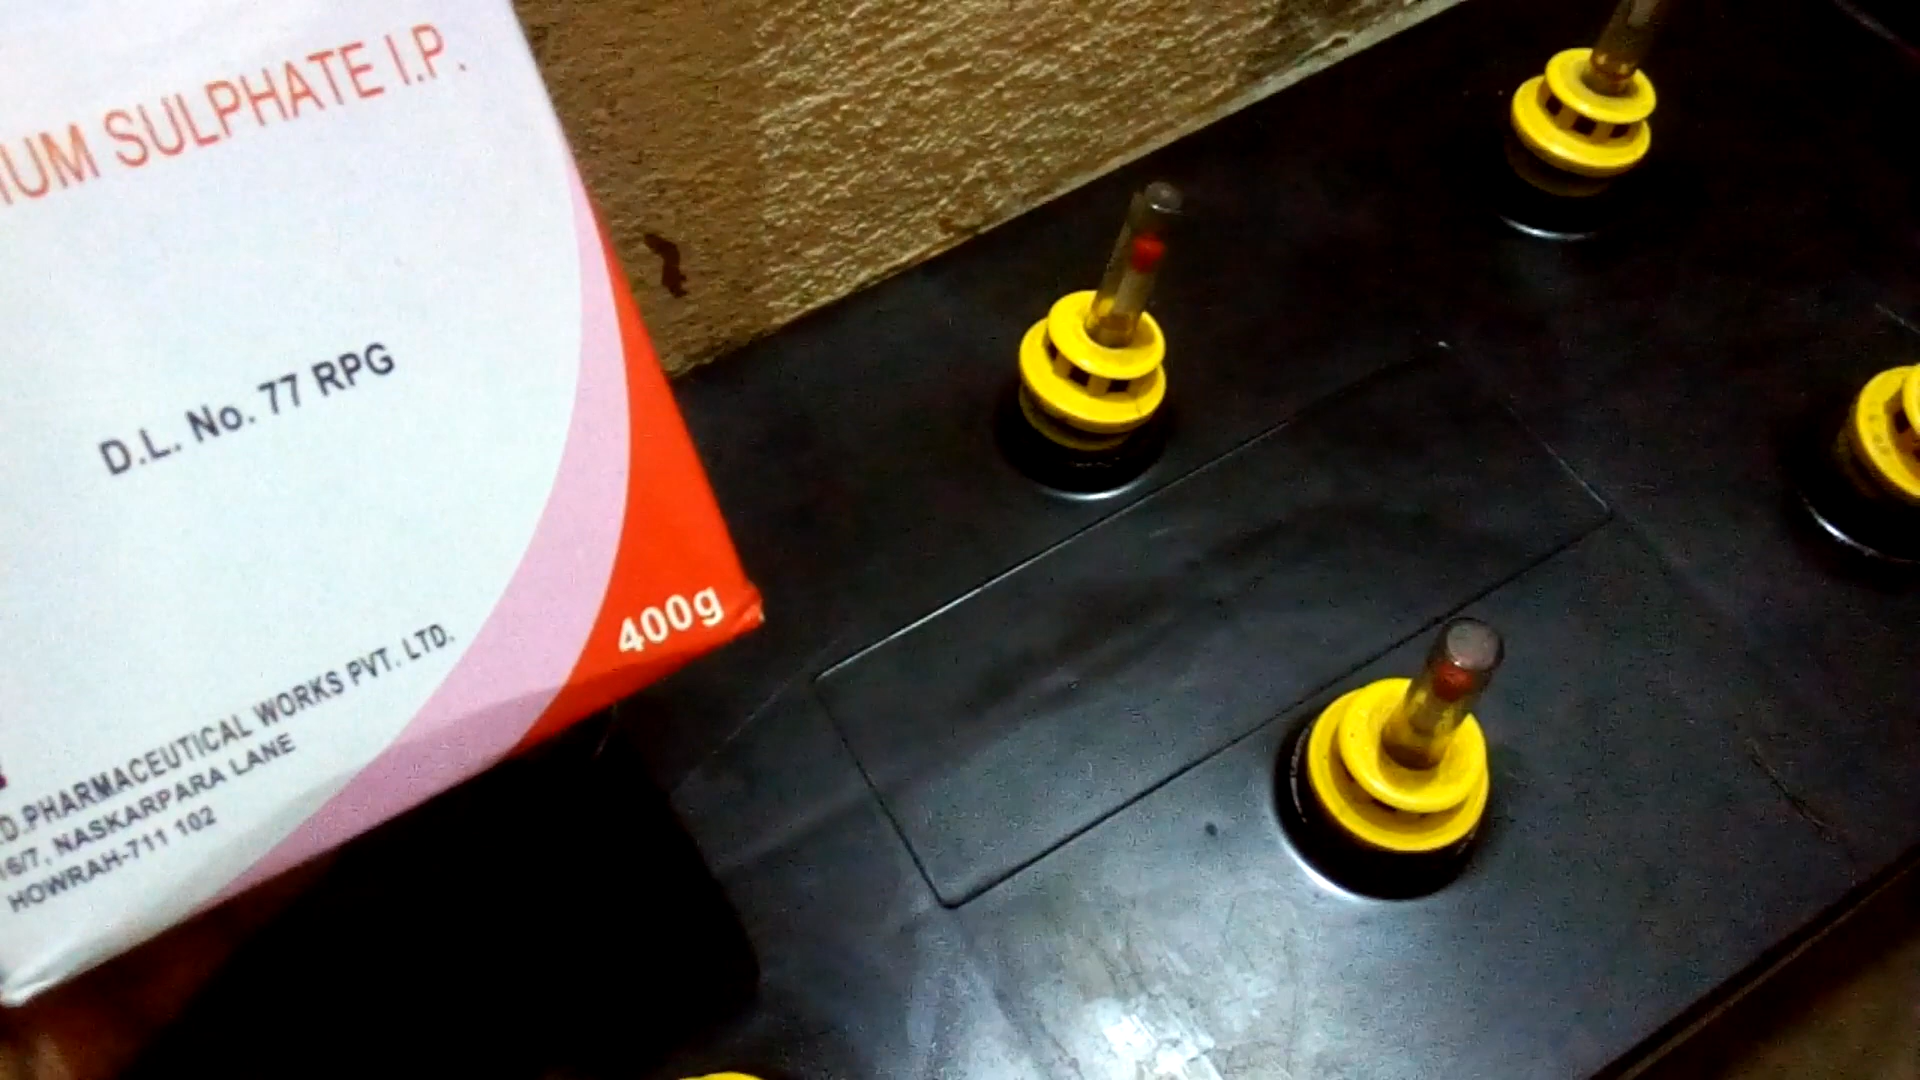 IUM SULPHATE I.P.
D.L. No. 77 RPG
400g
D.PHARMACEUTICAL WORKS PVT. LTD.
16/7, NASKARPARA LANE
HOWRAH-711 102